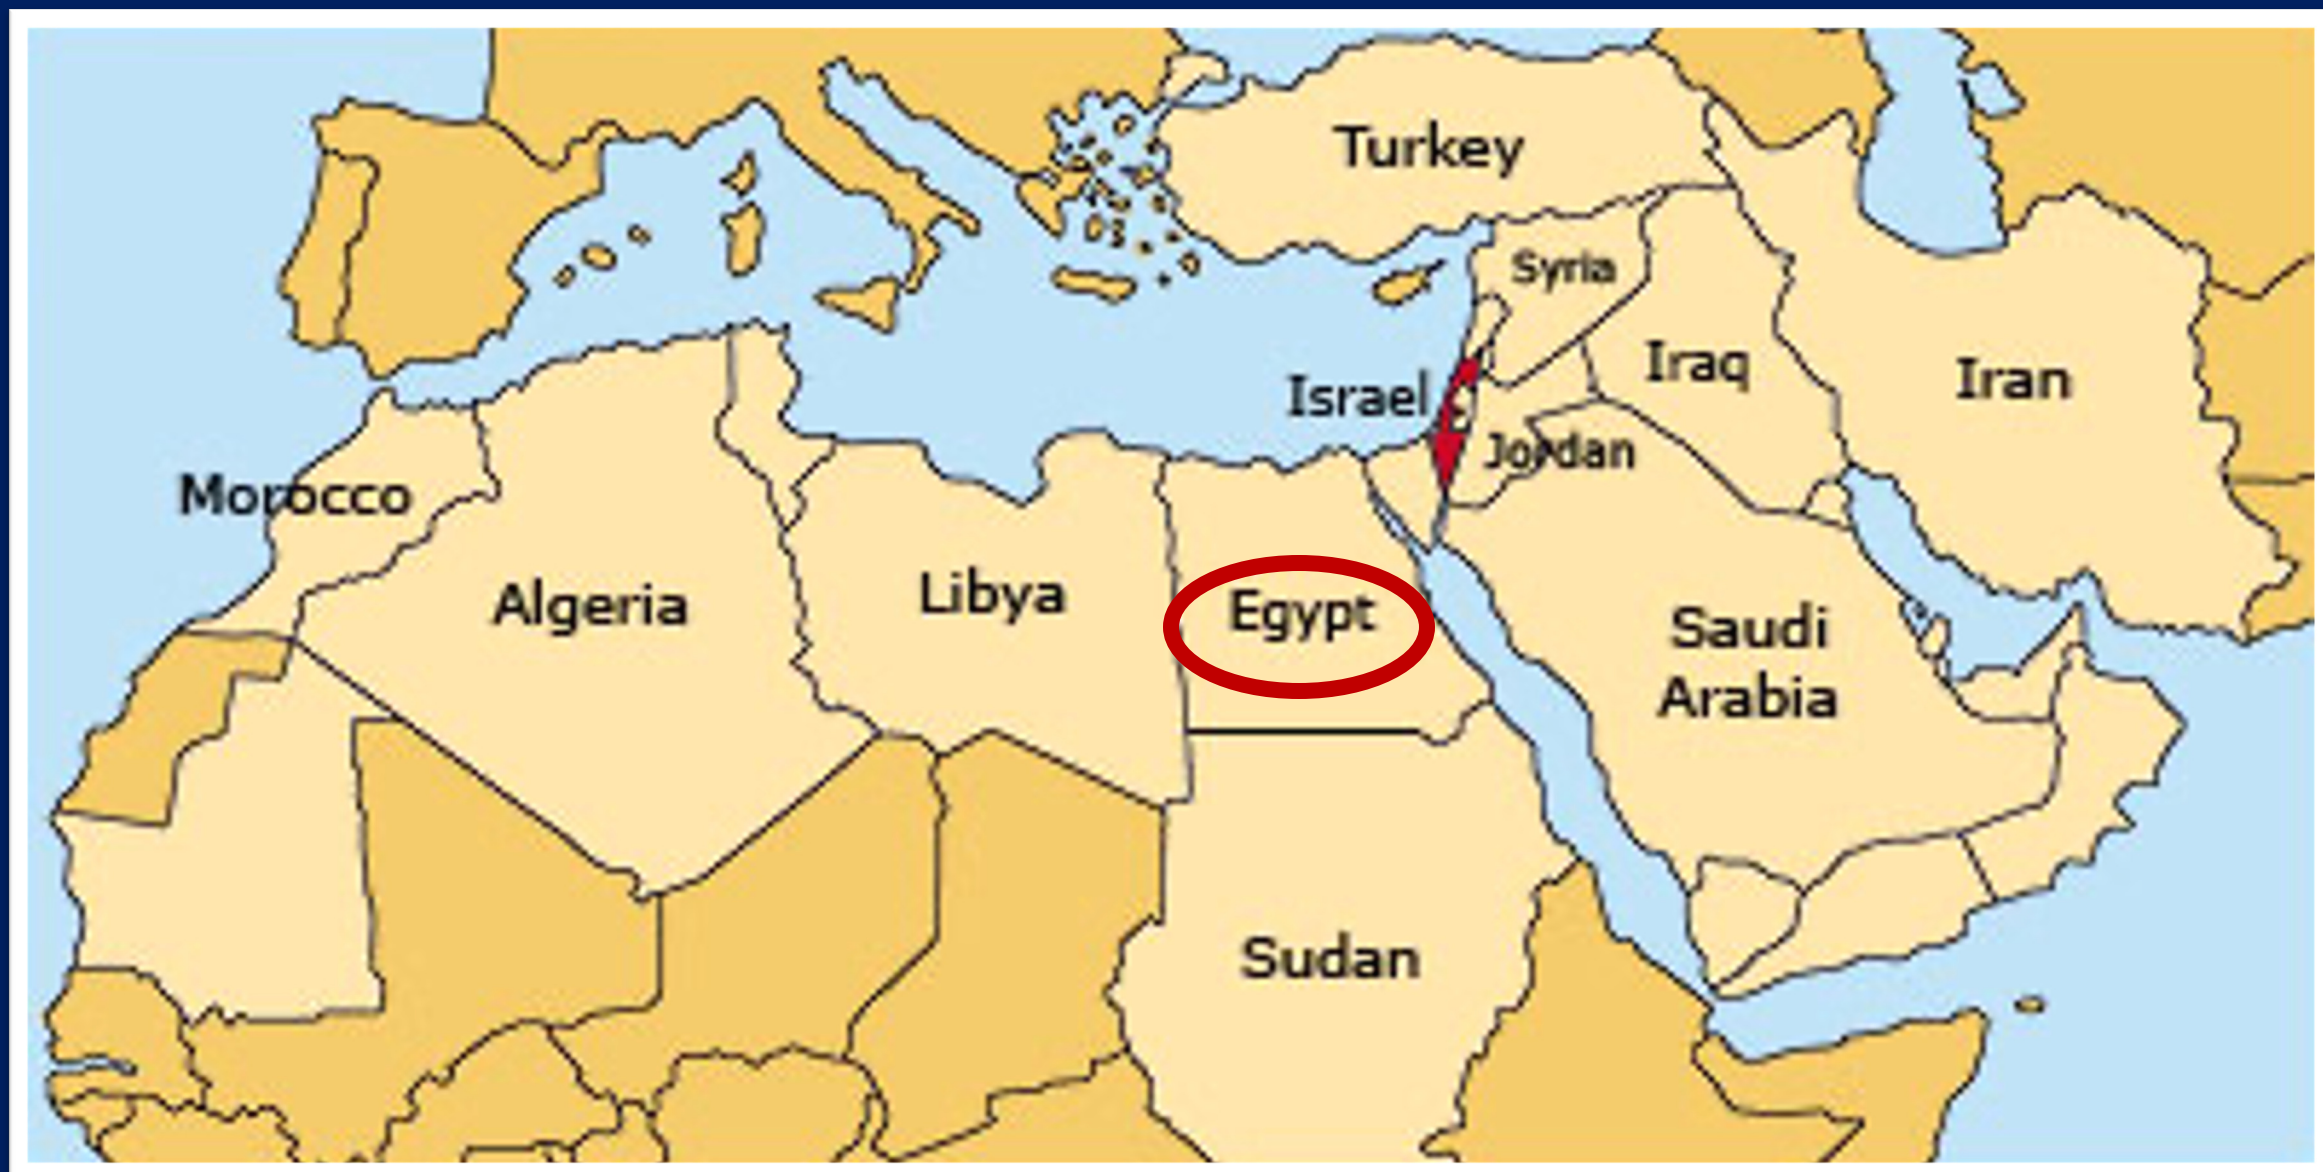 Turkey
Syria
Iraq
Iran
Israel
Jordan
Morocco
Algeria
Libya
Egypt
Saudi
Arabia
Sudan